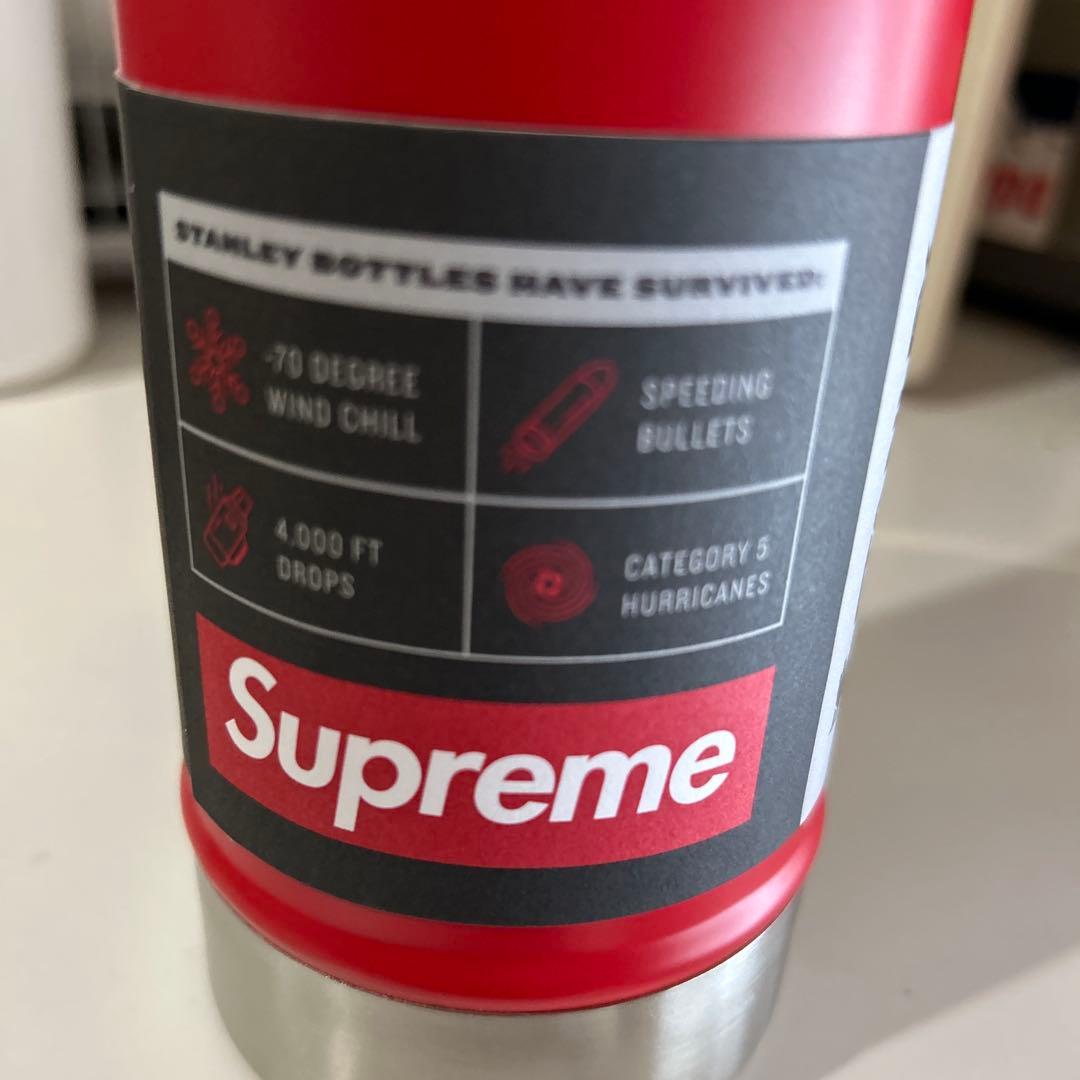 STANLEY BOTTLES HAVE SURVIVED:
-70 DEGREE
WIND CHILL
SPEEDING
BULLETS
4,000 FT
DROPS
CATEGORY 5
HURRICANES
Supreme